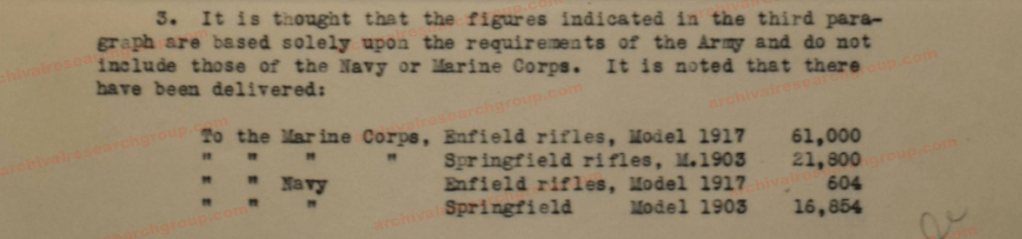 3. It is thought that the figures indicated in the third para-
graph are based solely upon the requirements of the Army and do not
include those of the Navy or Marine Corps. It is noted that there
have been delivered:
To the Marine Corps, Enfield rifles, Model 1917 61,000
" " " " Springfield rifles, M.1903 21,800
" " Navy Enfield rifles, Model 1917 604
" " " Springfield Model 1903 16,854